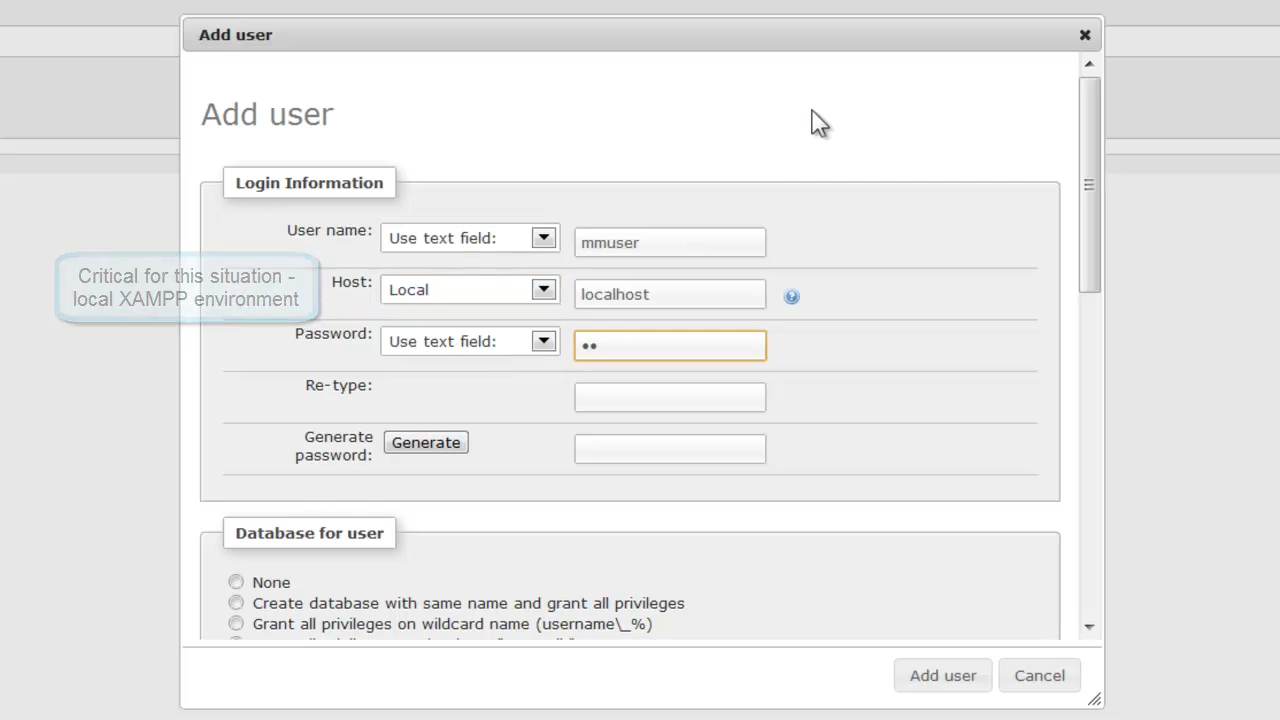 Add user
Add user
Login Information
User name: Use text field: mmuser
Critical for this situation -
local XAMPP environment
Host: Local localhost
Password: Use text field: ••
Re-type:
Generate
password: Generate
Database for user
None
Create database with same name and grant all privileges
Grant all privileges on wildcard name (username\_%)
Add user Cancel